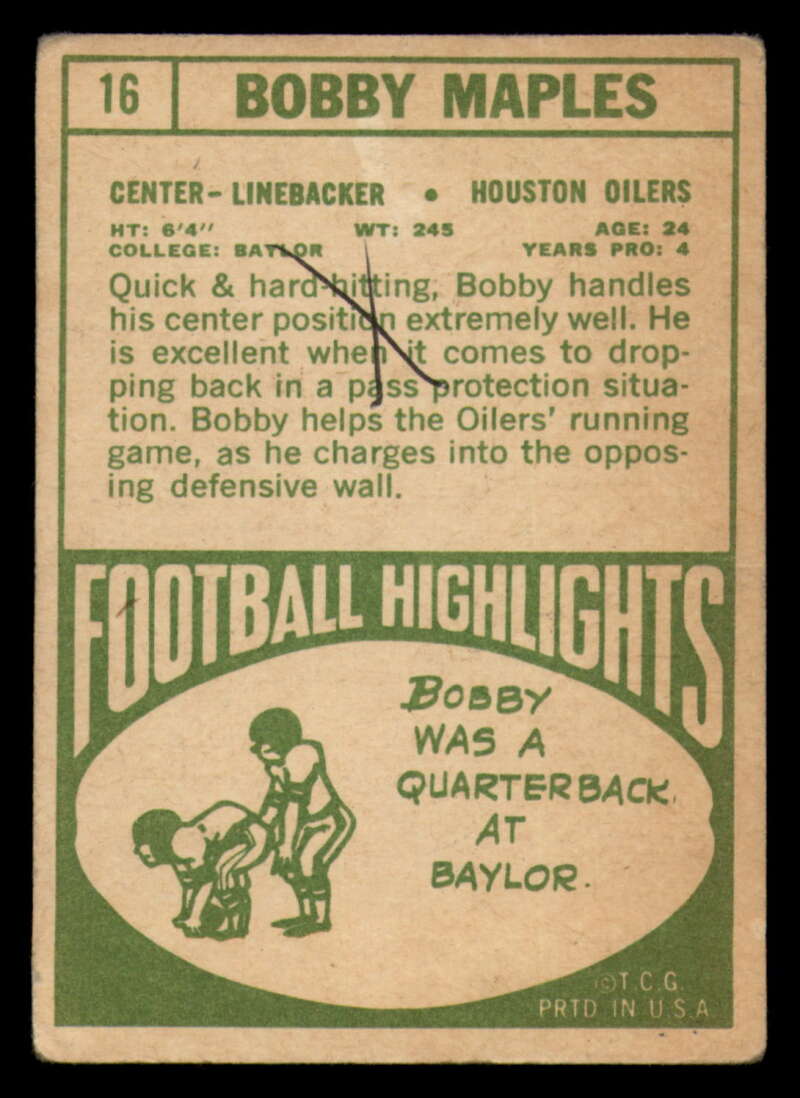 16 BOBBY MAPLES
CENTER-LINEBACKER • HOUSTON OILERS
HT: 6'4" WT: 245 AGE: 24
COLLEGE: BAYLOR YEARS PRO: 4
Quick & hard-hitting, Bobby handles
his center position extremely well. He
is excellent when it comes to drop-
ping back in a pass protection situa-
tion. Bobby helps the Oilers' running
game, as he charges into the oppos-
ing defensive wall.
FOOTBALL HIGHLIGHTS
BOBBY
WAS A
QUARTERBACK
AT
BAYLOR.
©T.C.G.
PRTD IN U.S.A.